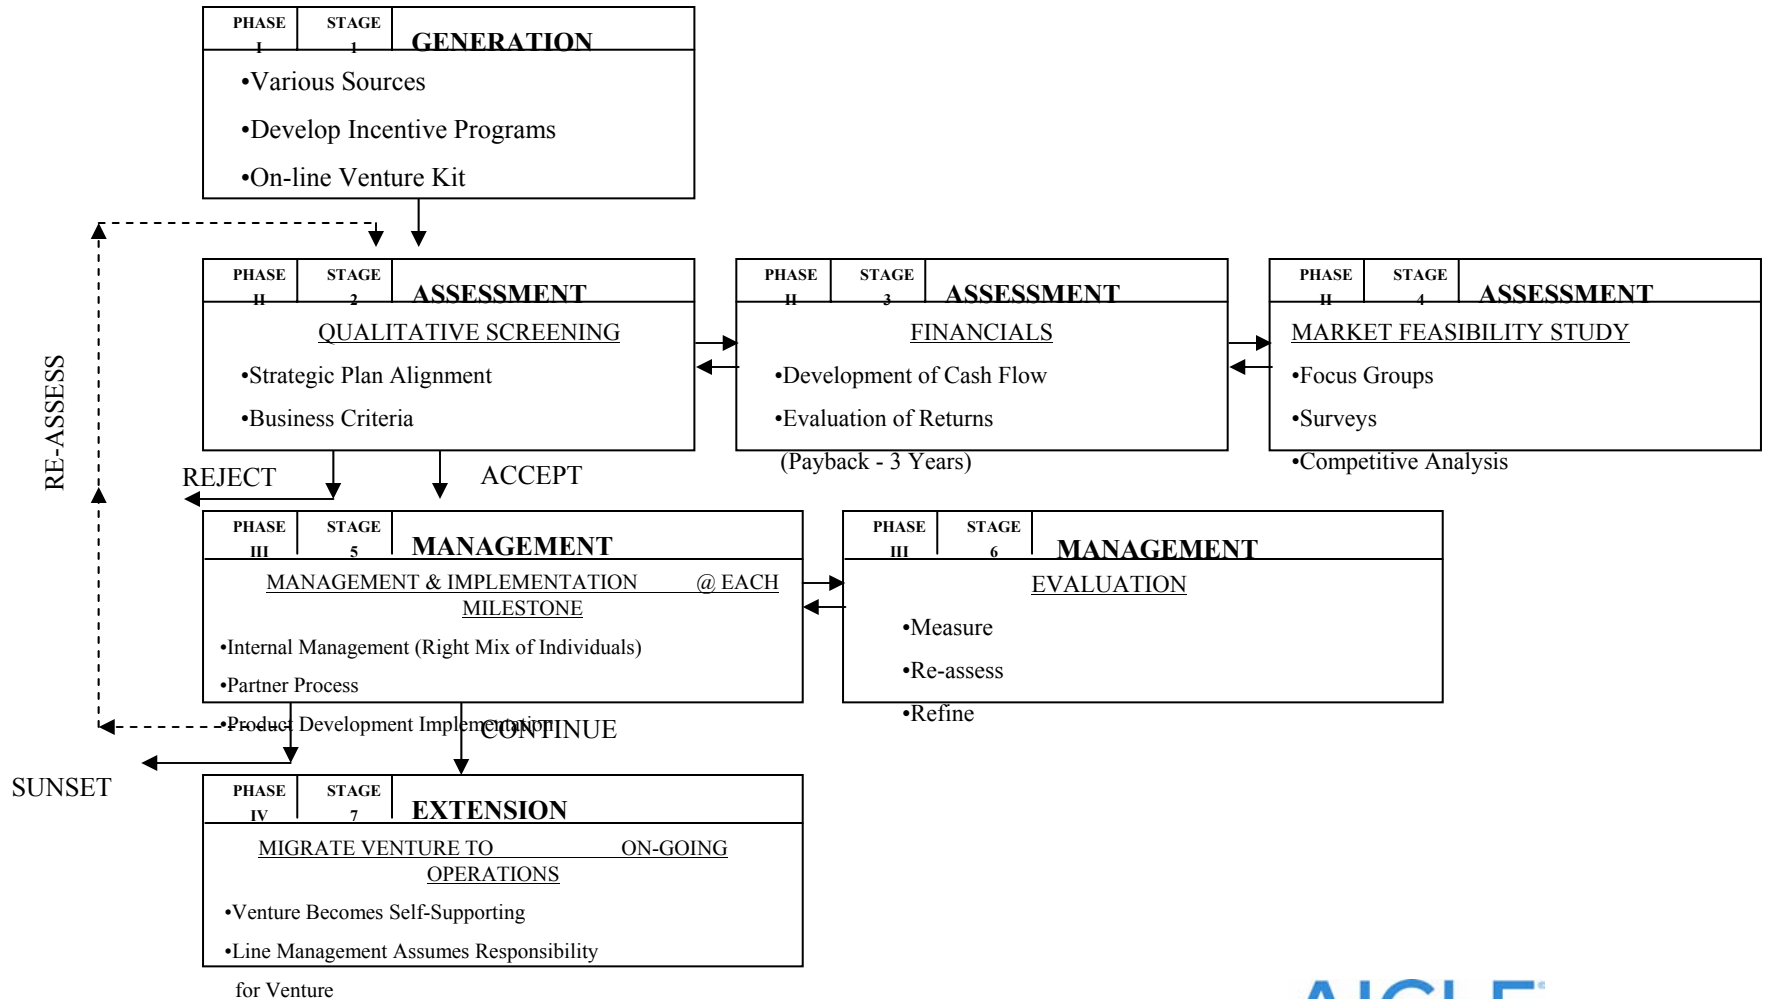 PHASE I STAGE 1 GENERATION
•Various Sources
•Develop Incentive Programs
•On-line Venture Kit
RE-ASSESS
PHASE II STAGE 2 ASSESSMENT
QUALITATIVE SCREENING
•Strategic Plan Alignment
•Business Criteria
PHASE II STAGE 3 ASSESSMENT
FINANCIALS
•Development of Cash Flow
•Evaluation of Returns
(Payback - 3 Years)
PHASE II STAGE 4 ASSESSMENT
MARKET FEASIBILITY STUDY
•Focus Groups
•Surveys
•Competitive Analysis
REJECT
ACCEPT
PHASE III STAGE 5 MANAGEMENT
MANAGEMENT & IMPLEMENTATION @ EACH
MILESTONE
•Internal Management (Right Mix of Individuals)
•Partner Process
•Product Development Implementation
PHASE III STAGE 6 MANAGEMENT
EVALUATION
•Measure
•Re-assess
•Refine
CONTINUE
SUNSET
PHASE IV STAGE 7 EXTENSION
MIGRATE VENTURE TO ON-GOING
OPERATIONS
•Venture Becomes Self-Supporting
•Line Management Assumes Responsibility
for Venture